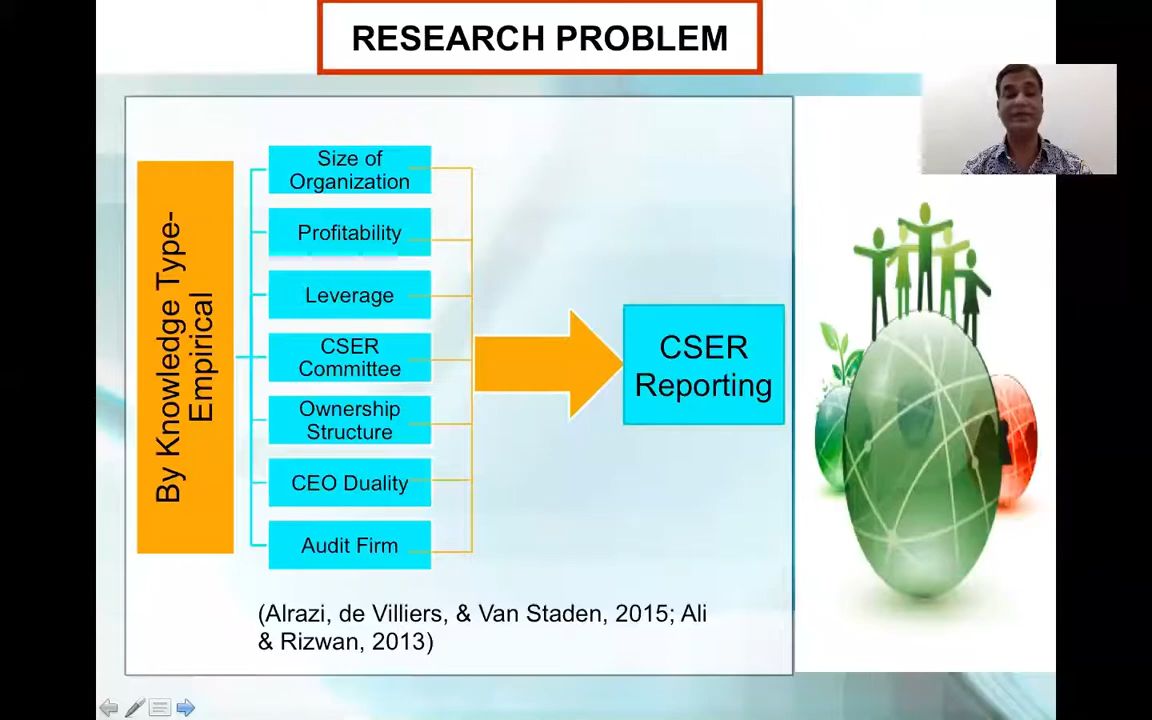 RESEARCH PROBLEM
By Knowledge Type-
Empirical
Size of
Organization
Profitability
Leverage
CSER
Committee
Ownership
Structure
CEO Duality
Audit Firm
CSER
Reporting
(Alrazi, de Villiers, & Van Staden, 2015; Ali
& Rizwan, 2013)